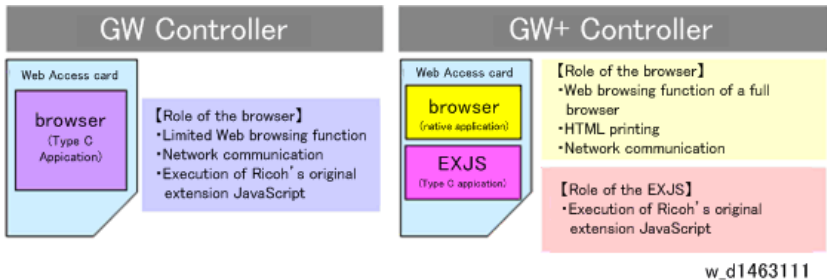 GW Controller
Web Access card
browser
(Type C
Appication)
【Role of the browser】
・Limited Web browsing function
・Network communication
・Execution of Ricoh's original
extension JavaScript
GW+ Controller
Web Access card
browser
(native application)
EXJS
(Type C appication)
【Role of the browser】
・Web browsing function of a full
browser
・HTML printing
・Network communication
【Role of the EXJS】
・Execution of Ricoh's original
extension JavaScript
w_d1463111